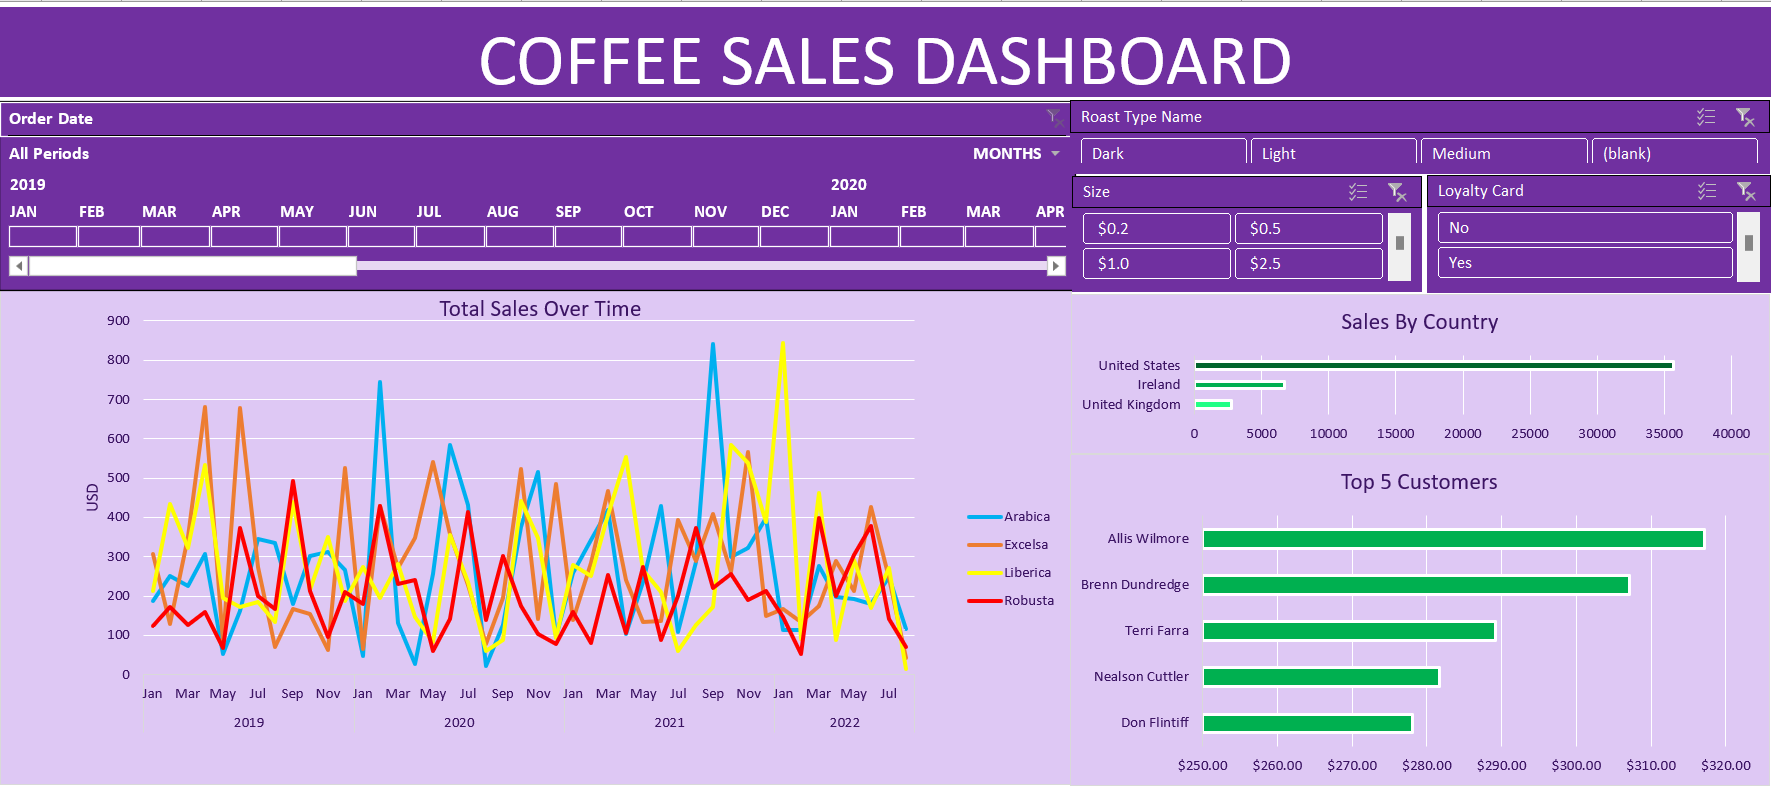 COFFEE SALES DASHBOARD
Order Date
All Periods
MONTHS
2019 2020
JAN FEB MAR APR MAY JUN JUL AUG SEP OCT NOV DEC JAN FEB MAR APR
Roast Type Name
Dark Light Medium (blank)
Size
$0.2 $0.5
$1.0 $2.5
Loyalty Card
No
Yes
Total Sales Over Time
900
800
700
600
500
400
300
200
100
0
USD
Jan Mar May Jul Sep Nov Jan Mar May Jul Sep Nov Jan Mar May Jul Sep Nov Jan Mar May Jul
2019 2020 2021 2022
Arabica
Excelsa
Liberica
Robusta
Sales By Country
United States
Ireland
United Kingdom
0 5000 10000 15000 20000 25000 30000 35000 40000
Top 5 Customers
Allis Wilmore
Brenn Dundredge
Terri Farra
Nealson Cuttler
Don Flintiff
$250.00 $260.00 $270.00 $280.00 $290.00 $300.00 $310.00 $320.00